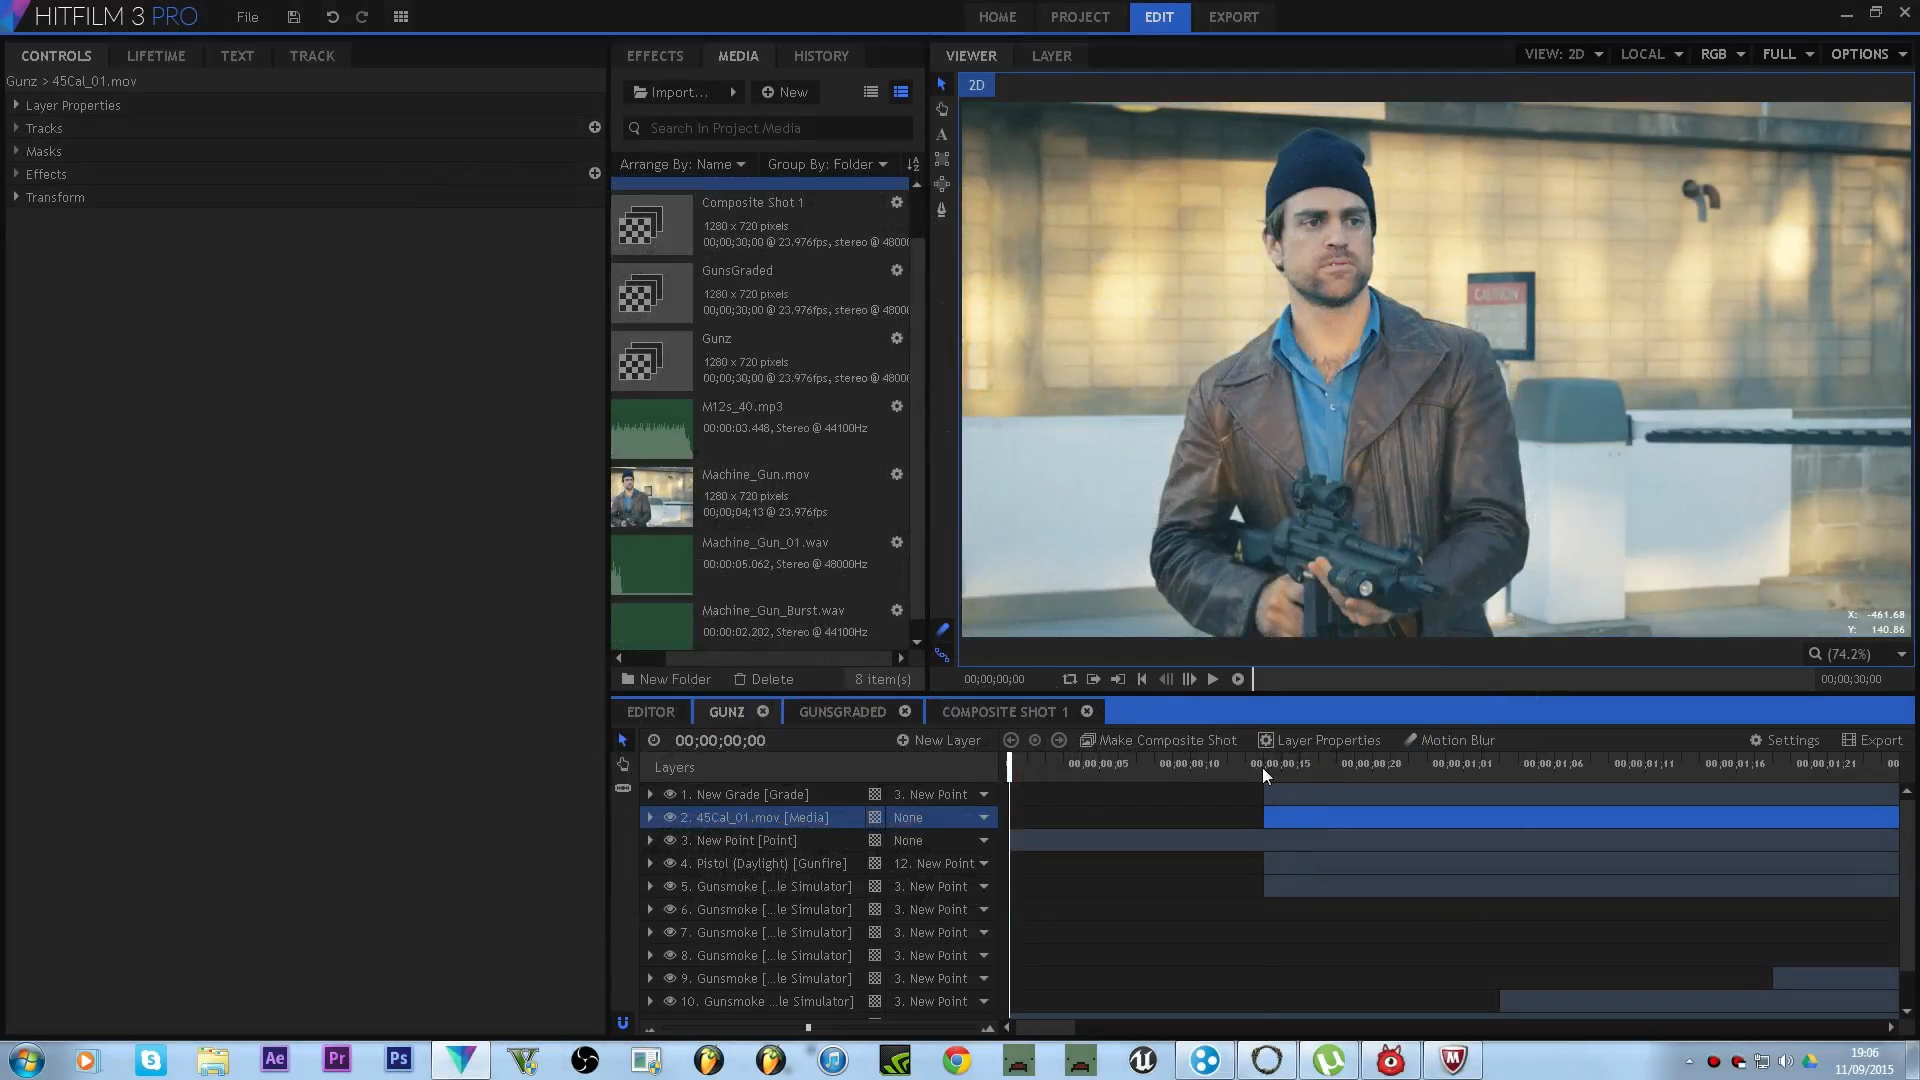 HITFILM 3 PRO
File
HOME
PROJECT
EDIT
EXPORT
CONTROLS
LIFETIME
TEXT
TRACK
Gunz > 45Cal_01.mov
Layer Properties
Tracks
Masks
Effects
Transform
EFFECTS
MEDIA
HISTORY
Import...
New
Search in Project Media
Arrange By: Name
Group By: Folder
Composite Shot 1
1280 x 720 pixels
00;00;30;00 @ 23.976fps, stereo @ 4800
GunsGraded
1280 x 720 pixels
00;00;30;00 @ 23.976fps, stereo @ 4800
Gunz
1280 x 720 pixels
00;00;30;00 @ 23.976fps, stereo @ 4800
M12s_40.mp3
00:00:03.448, Stereo @ 44100Hz
Machine_Gun.mov
1280 x 720 pixels
00;00;04;13 @ 23.976fps
Machine_Gun_01.wav
00:00:05.062, Stereo @ 48000Hz
Machine_Gun_Burst.wav
00:00:02.202, Stereo @ 44100Hz
New Folder
Delete
8 item(s)
VIEWER
LAYER
VIEW: 2D
LOCAL
RGB
FULL
OPTIONS
2D
CAUTION
X: -461.68
Y: 140.86
(74.2%)
00;00;00;00
00;00;30;00
EDITOR
GUNZ
GUNSGRADED
COMPOSITE SHOT 1
00;00;00;00
New Layer
Make Composite Shot
Layer Properties
Motion Blur
Settings
Export
Layers
00;00;00;05
00;00;00;10
00;00;00;15
00;00;00;20
00;00;01;01
00;00;01;06
00;00;01;11
00;00;01;16
00;00;01;21
00
1. New Grade [Grade]
3. New Point
2. 45Cal_01.mov [Media]
None
3. New Point [Point]
None
4. Pistol (Daylight) [Gunfire]
12. New Point
5. Gunsmoke [...le Simulator]
3. New Point
6. Gunsmoke [...le Simulator]
3. New Point
7. Gunsmoke [...le Simulator]
3. New Point
8. Gunsmoke [...le Simulator]
3. New Point
9. Gunsmoke [...le Simulator]
3. New Point
10. Gunsmoke ...le Simulator]
3. New Point
Ae
Pr
Ps
19:06
11/09/2015